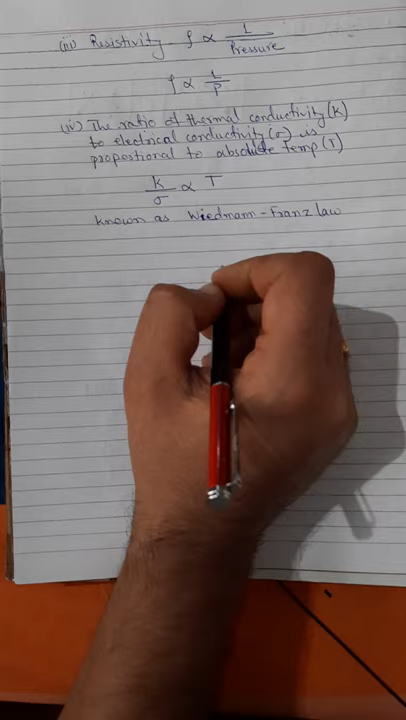 (iii) Resistivity - ρ ∝ 1/Pressure
ρ ∝ 1/P
(iv) The ratio of thermal conductivity (K)
to electrical conductivity (σ) is
propostional to absolute temp (T)
K/σ ∝ T
known as Wiedmann - Franz law